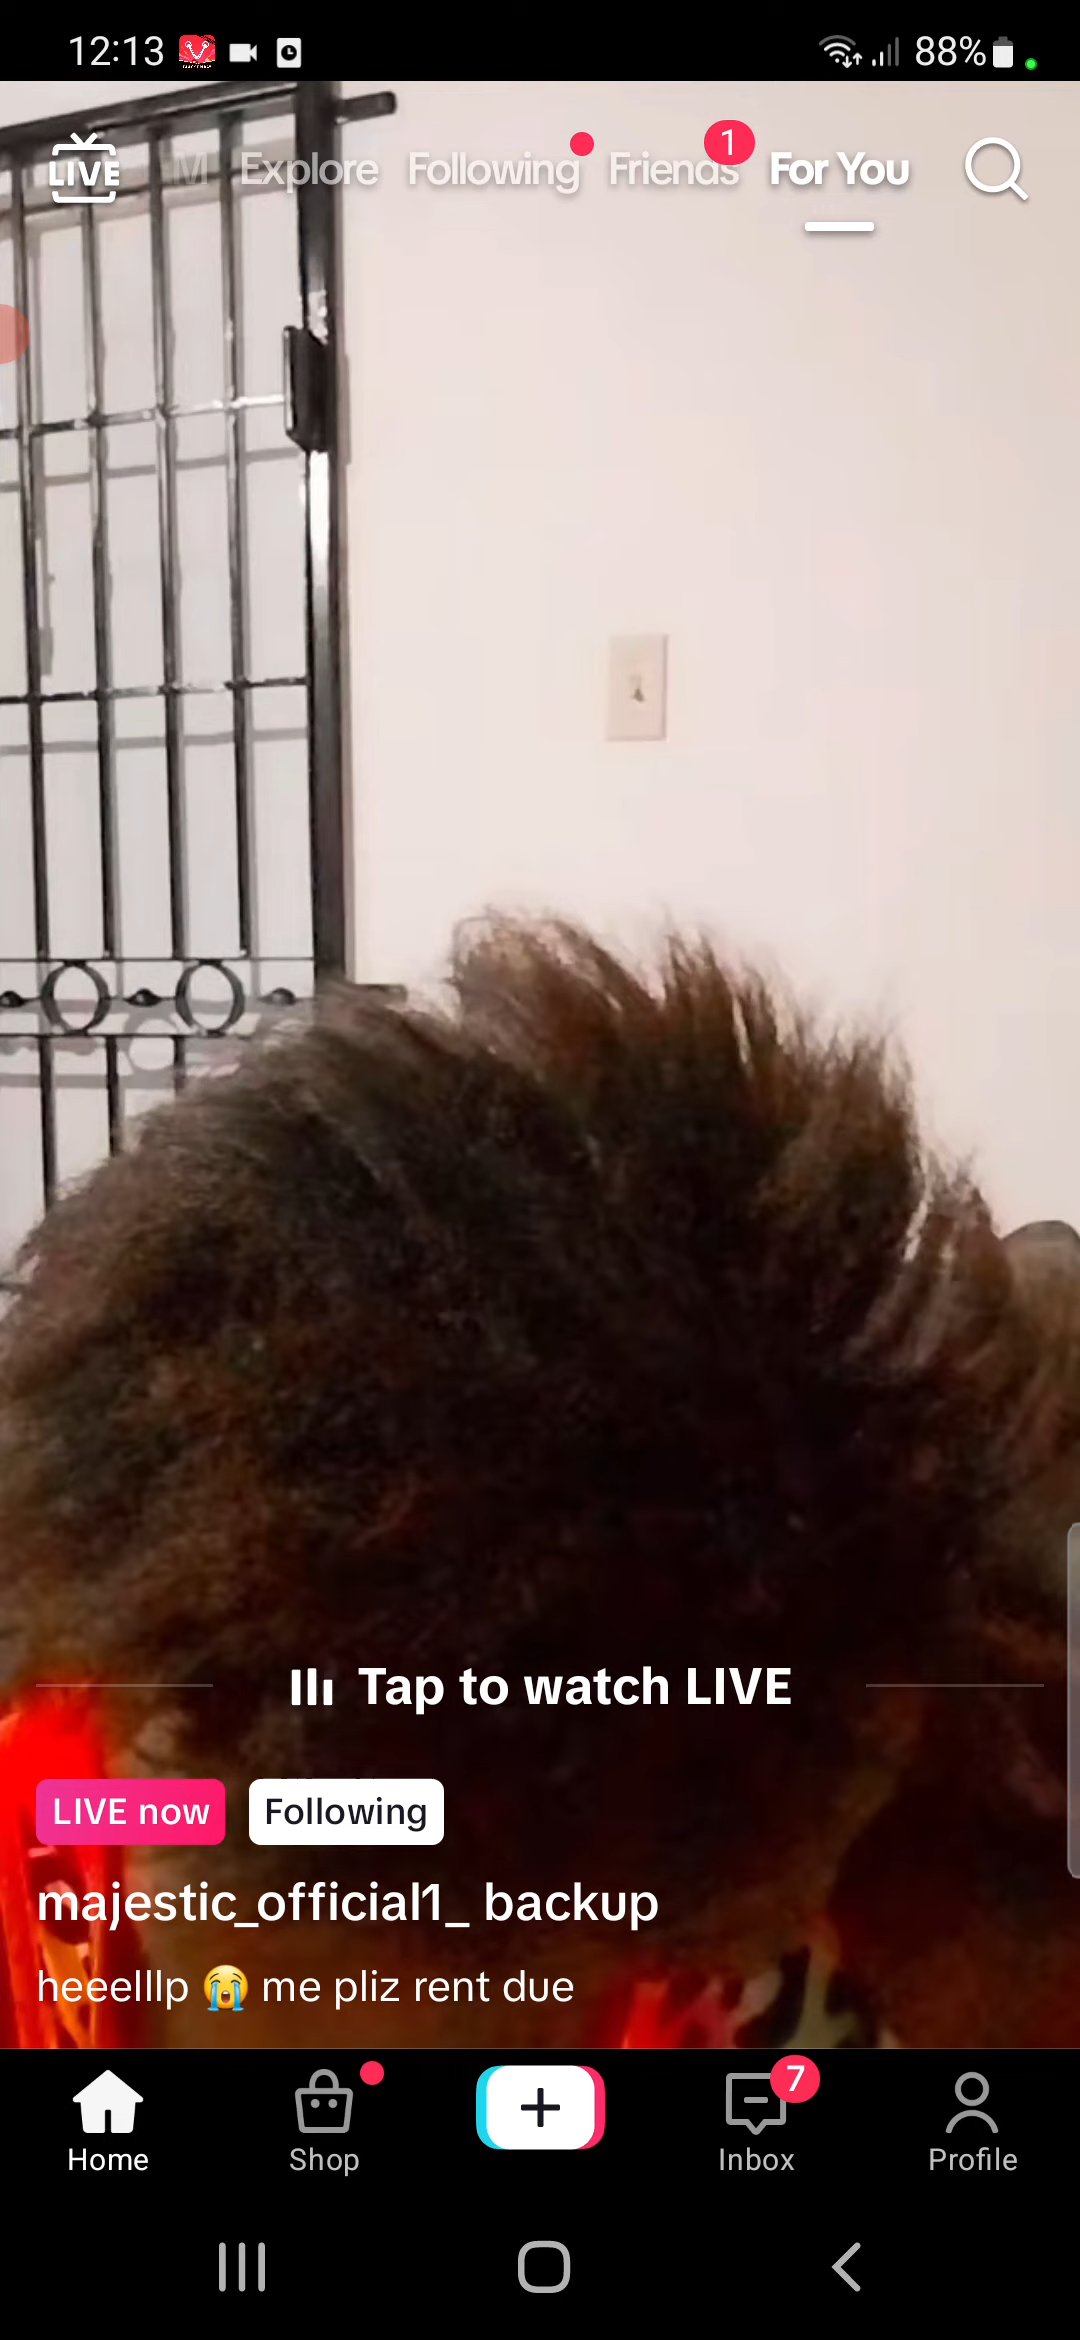 12:13 88%
LIVE Explore Following Friends 1 For You
Tap to watch LIVE
LIVE now Following
majestic_official1_ backup
heeelllp 😭 me pliz rent due
7
Home Shop Inbox Profile